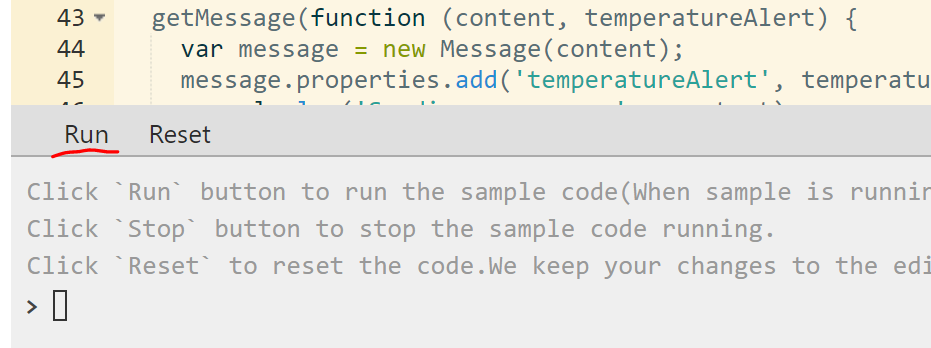 43 getMessage(function (content, temperatureAlert) {
44 var message = new Message(content);
45 message.properties.add('temperatureAlert', temperatu
Run Reset
Click `Run` button to run the sample code(When sample is runnin
Click `Stop` button to stop the sample code running.
Click `Reset` to reset the code.We keep your changes to the edi
>